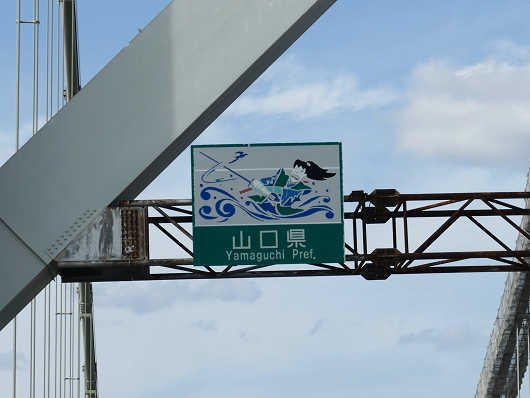 山口県
Yamaguchi Pref.